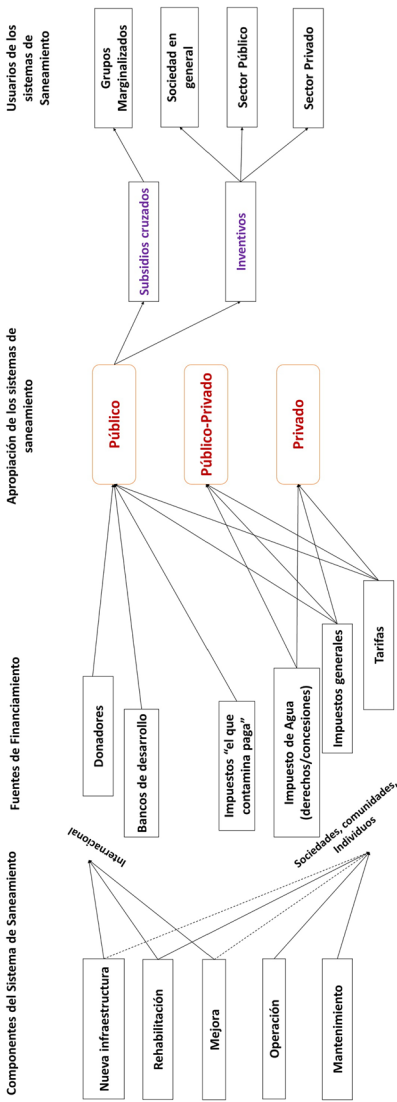 Componentes del Sistema de Saneamiento
Nueva infraestructura
Rehabilitación
Mejora
Operación
Mantenimiento
Fuentes de Financiamiento
Internacional
Sociedades, comunidades,
Individuos
Donadores
Bancos de desarrollo
Impuestos "el que
contamina paga"
Impuesto de Agua
(derechos/concesiones)
Impuestos generales
Tarifas
Apropiación de los sistemas de
saneamiento
Público
Público-Privado
Privado
Subsidios cruzados
Inventivos
Usuarios de los
sistemas de
Saneamiento
Grupos
Marginalizados
Sociedad en
general
Sector Público
Sector Privado